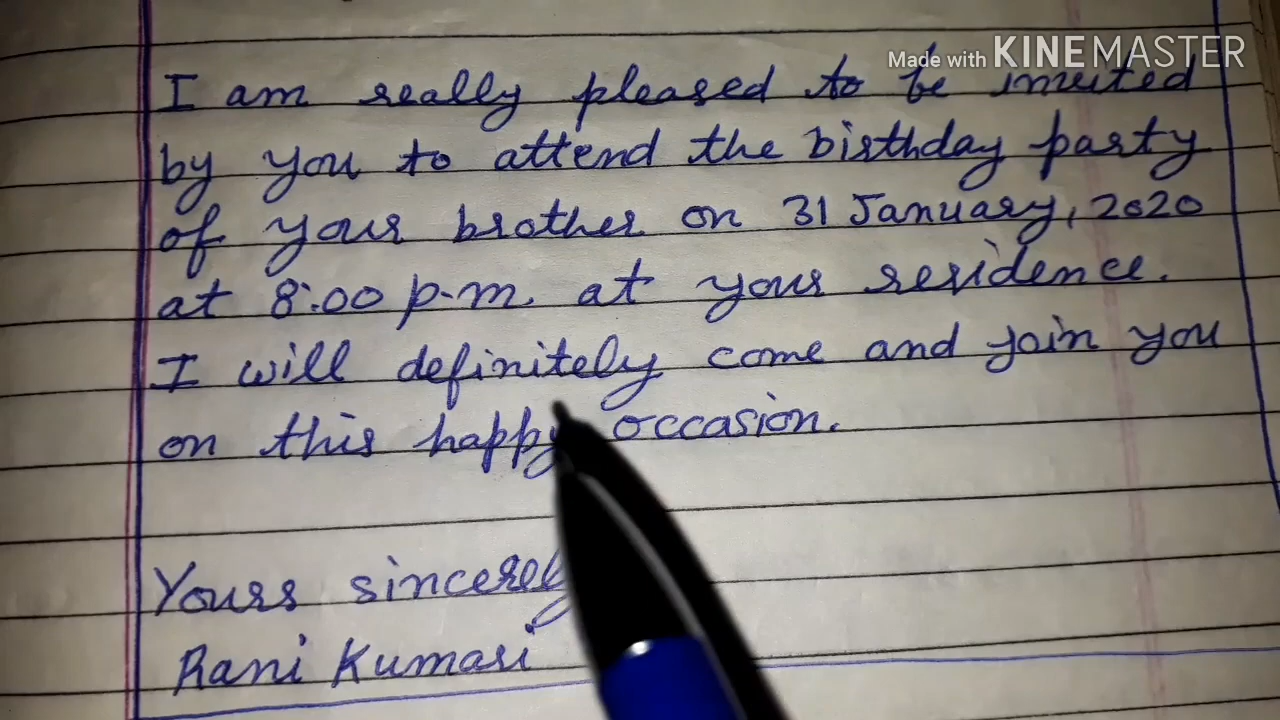 Made with KINEMASTER
I am really pleased to be invited
by you to attend the birthday party
of your brother on 31 January, 2020
at 8:00 p.m. at your residence.
I will definitely come and join you
on this happy occasion.
Yours sincerely
Rani Kumari